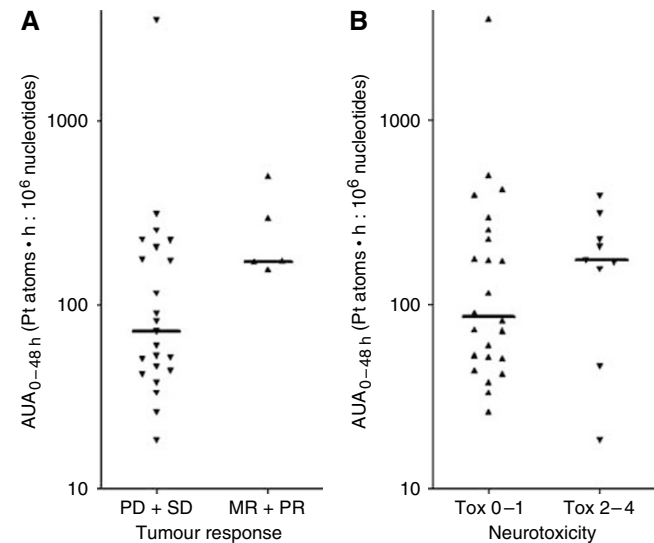 A
AUA0–48 h (Pt atoms • h : 10⁶ nucleotides)
1000
100
10
PD + SD MR + PR
Tumour response
B
AUA0–48 h (Pt atoms • h : 10⁶ nucleotides)
1000
100
10
Tox 0–1 Tox 2–4
Neurotoxicity